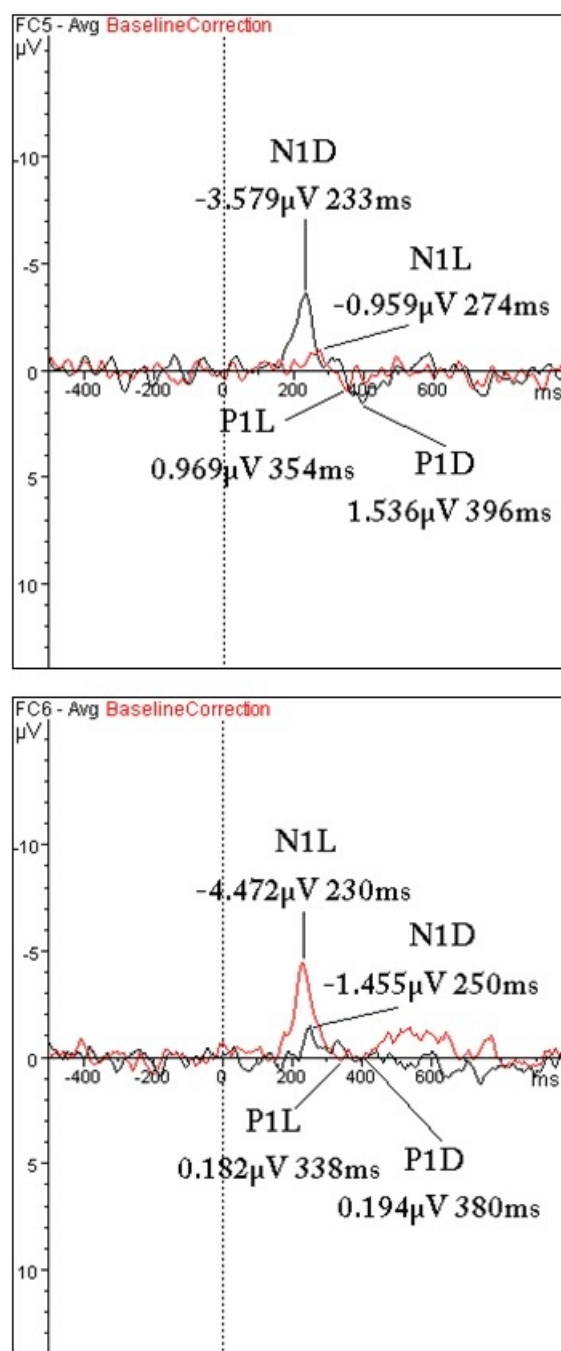 FC5 - Avg BaselineCorrection
µV
-10
N1D
-3.579µV 233ms
N1L
-5
-0.959µV 274ms
0
-400 -200 0 200 400 600 ms
P1L
0.969µV 354ms
P1D
5
1.536µV 396ms
10
FC6 - Avg BaselineCorrection
µV
-10
N1L
-4.472µV 230ms
N1D
-5
-1.455µV 250ms
0
-400 -200 0 200 400 600 ms
P1L
P1D
0.182µV 338ms
5
0.194µV 380ms
10